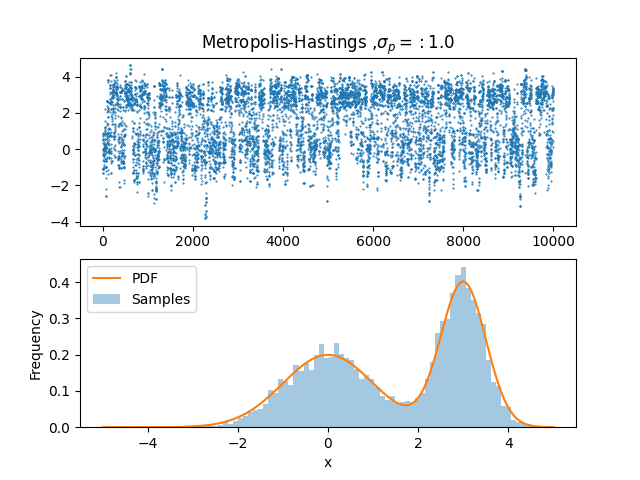 Metropolis-Hastings ,σp = : 1.0
4
2
0
−2
−4
0 2000 4000 6000 8000 10000
PDF
Samples
Frequency
0.4
0.3
0.2
0.1
0.0
−4 −2 0 2 4
x